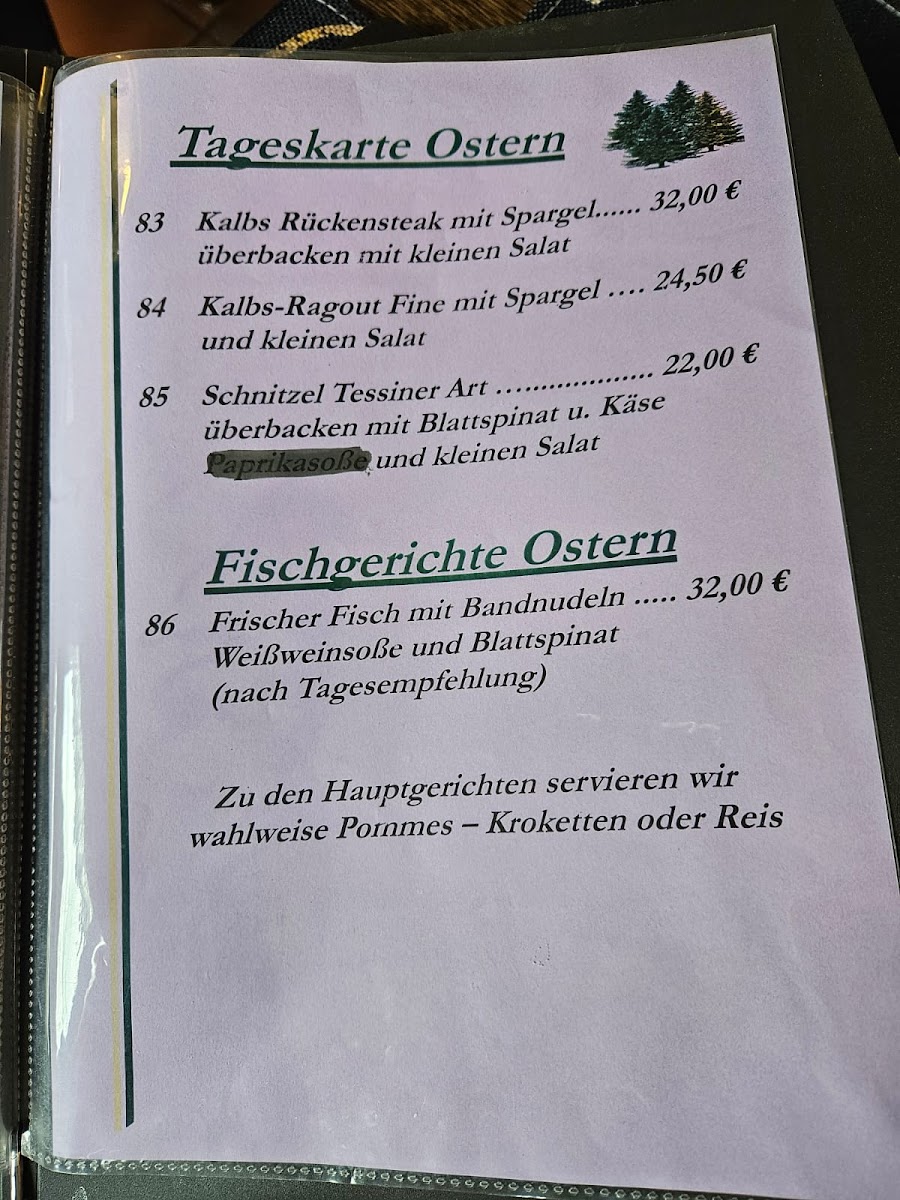 Tageskarte Ostern
83 Kalbs Rückensteak mit Spargel...... 32,00 €
überbacken mit kleinen Salat
84 Kalbs-Ragout Fine mit Spargel .... 24,50 €
und kleinen Salat
85 Schnitzel Tessiner Art ….................. 22,00 €
überbacken mit Blattspinat u. Käse
Paprikasoße und kleinen Salat
Fischgerichte Ostern
86 Frischer Fisch mit Bandnudeln ..... 32,00 €
Weißweinsoße und Blattspinat
(nach Tagesempfehlung)
Zu den Hauptgerichten servieren wir
wahlweise Pommes – Kroketten oder Reis